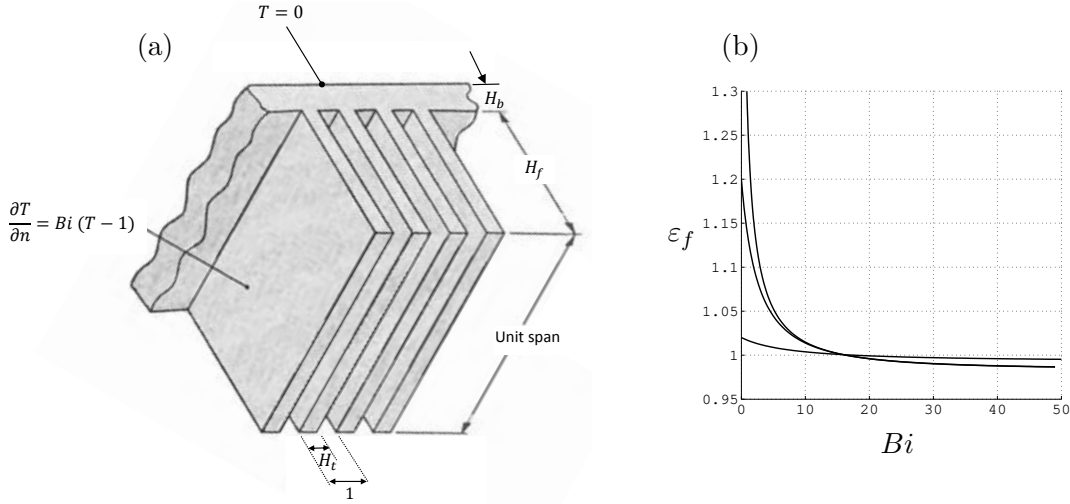 (a)
T = 0
H_b
H_f
∂T/∂n = Bi (T − 1)
Unit span
H_t
1
(b)
1.3
1.25
1.2
1.15
1.1
1.05
1
0.95
ε_f
0
10
20
30
40
50
Bi